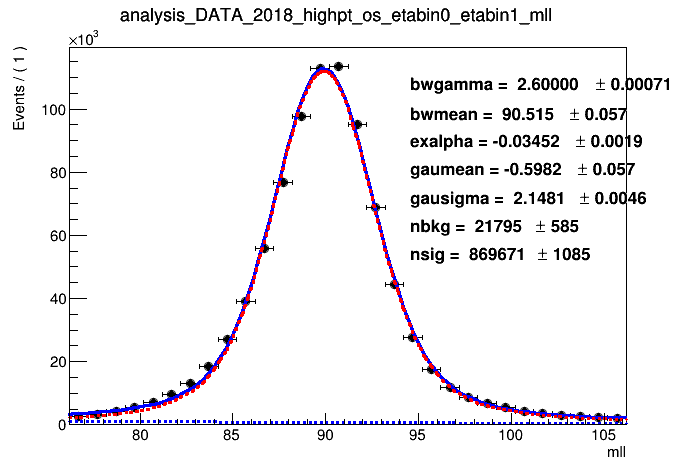 analysis_DATA_2018_highpt_os_etabin0_etabin1_mll
×10³
Events / ( 1 )
bwgamma = 2.60000 ± 0.00071
bwmean = 90.515 ± 0.057
exalpha = -0.03452 ± 0.0019
gaumean = -0.5982 ± 0.057
gausigma = 2.1481 ± 0.0046
nbkg = 21795 ± 585
nsig = 869671 ± 1085
100
80
60
40
20
0
80 85 90 95 100 105
mll